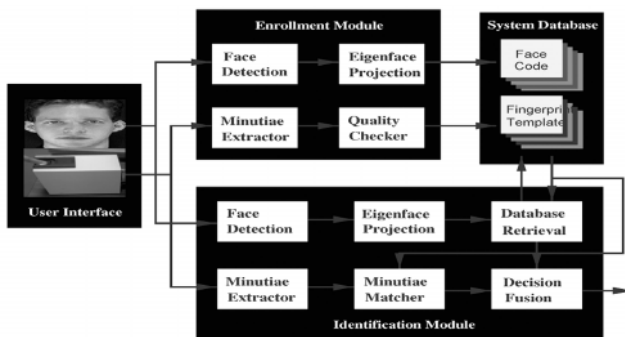 Enrollment Module
Face
Detection
Eigenface
Projection
Minutiae
Extractor
Quality
Checker
System Database
Face
Code
Fingerprint
Template
User Interface
Face
Detection
Eigenface
Projection
Database
Retrieval
Minutiae
Extractor
Minutiae
Matcher
Decision
Fusion
Identification Module